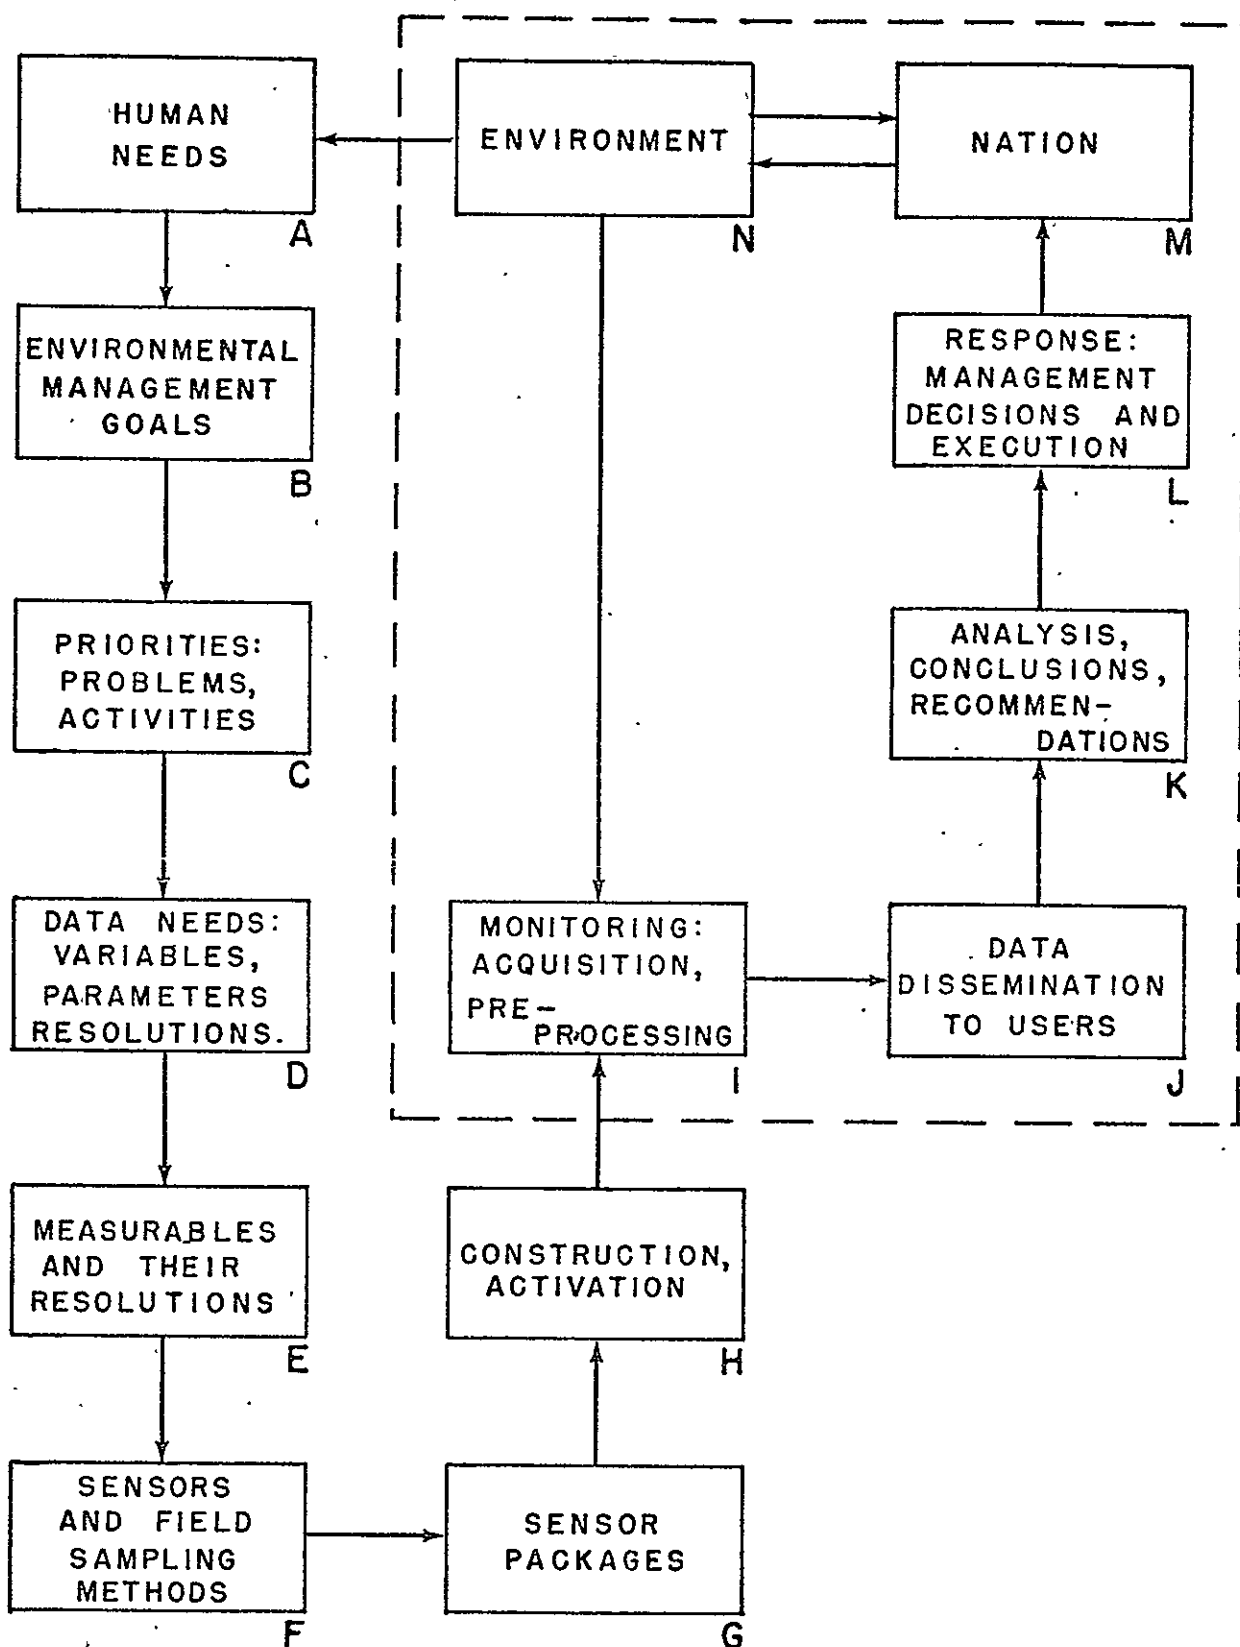 HUMAN
NEEDS
A
ENVIRONMENTAL
MANAGEMENT
GOALS
B
PRIORITIES:
PROBLEMS,
ACTIVITIES
C
DATA NEEDS:
VARIABLES,
PARAMETERS
RESOLUTIONS.
D
MEASURABLES
AND THEIR
RESOLUTIONS
E
SENSORS
AND FIELD
SAMPLING
METHODS
F
SENSOR
PACKAGES
G
CONSTRUCTION,
ACTIVATION
H
MONITORING:
ACQUISITION,
PRE-
PROCESSING
I
DATA
DISSEMINATION
TO USERS
J
ANALYSIS,
CONCLUSIONS,
RECOMMEN-
DATIONS
K
RESPONSE:
MANAGEMENT
DECISIONS AND
EXECUTION
L
NATION
M
ENVIRONMENT
N